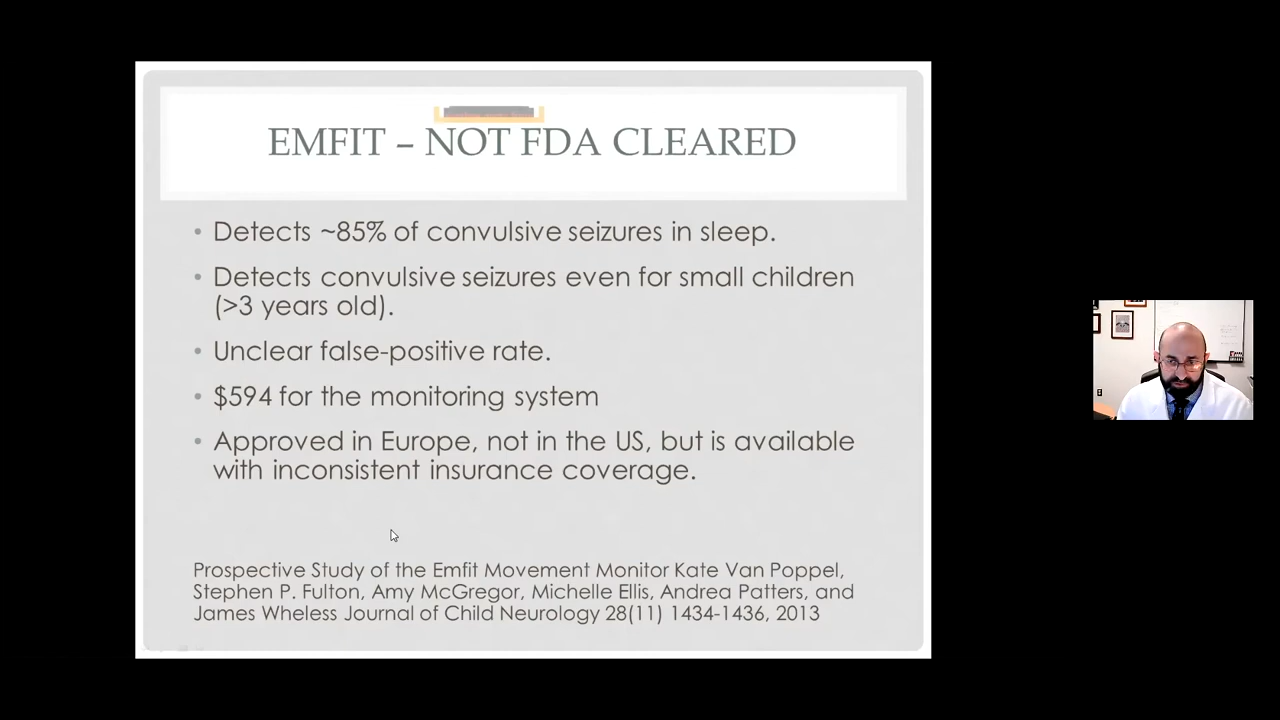 EMFIT – NOT FDA CLEARED
• Detects ~85% of convulsive seizures in sleep.
• Detects convulsive seizures even for small children
(>3 years old).
• Unclear false-positive rate.
• $594 for the monitoring system
• Approved in Europe, not in the US, but is available
with inconsistent insurance coverage.
Prospective Study of the Emfit Movement Monitor Kate Van Poppel,
Stephen P. Fulton, Amy McGregor, Michelle Ellis, Andrea Patters, and
James Wheless Journal of Child Neurology 28(11) 1434-1436, 2013